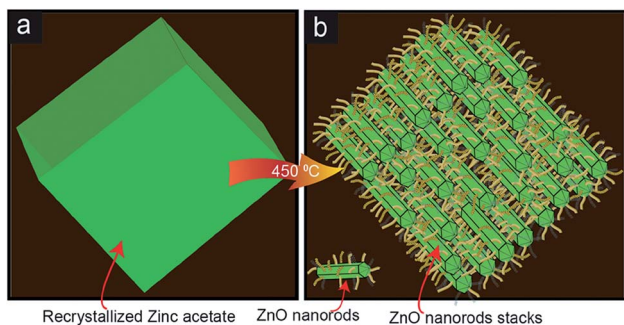 a
b
450 ºC
Recrystallized Zinc acetate
ZnO nanorods
ZnO nanorods stacks